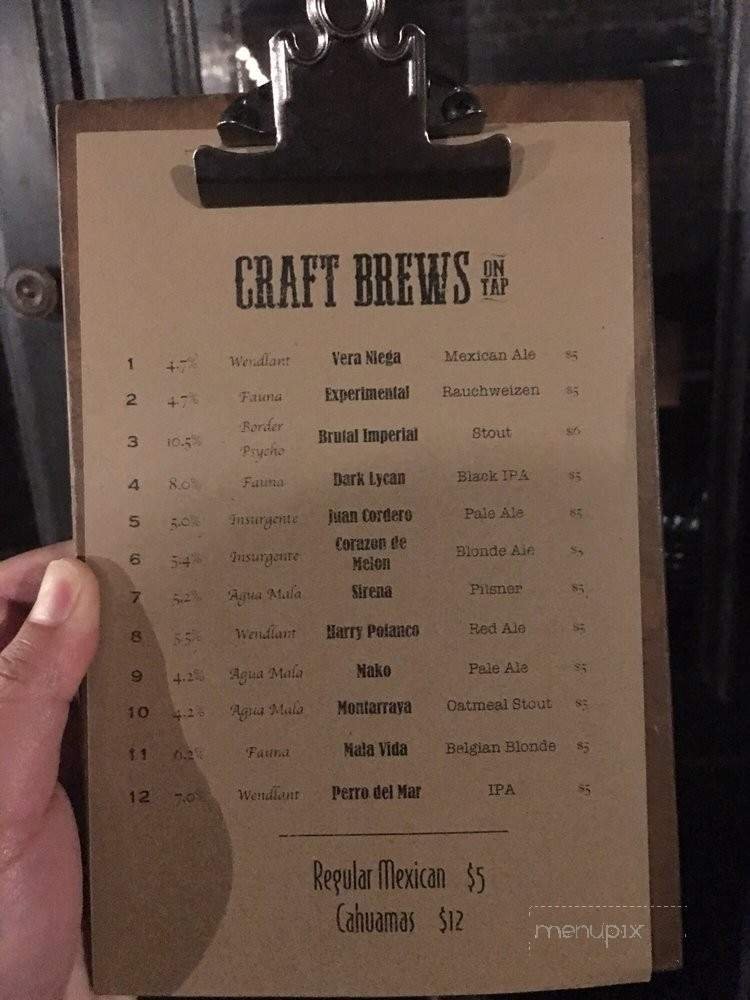 CRAFT BREWS ON TAP
1 4.7% Wendlant Vera Niega Mexican Ale $5
2 4.7% Fauna Experimental Rauchweizen $5
3 10.5% Border Psycho Brutal Imperial Stout $6
4 8.0% Fauna Dark Lycan Black IPA $5
5 5.0% Insurgente Juan Cordero Pale Ale $5
6 5.4% Insurgente Corazon de Melon Blonde Ale $5
7 5.2% Agua Mala Sirena Pilsner $5
8 5.5% Wendlant Harry Polanco Red Ale $5
9 4.2% Agua Mala Mako Pale Ale $5
10 4.2% Agua Mala Montarraya Oatmeal Stout $5
11 6.2% Fauna Mala Vida Belgian Blonde $5
12 7.0% Wendlant Perro del Mar IPA $5
Regular Mexican $5
Cahuamas $12
menupix